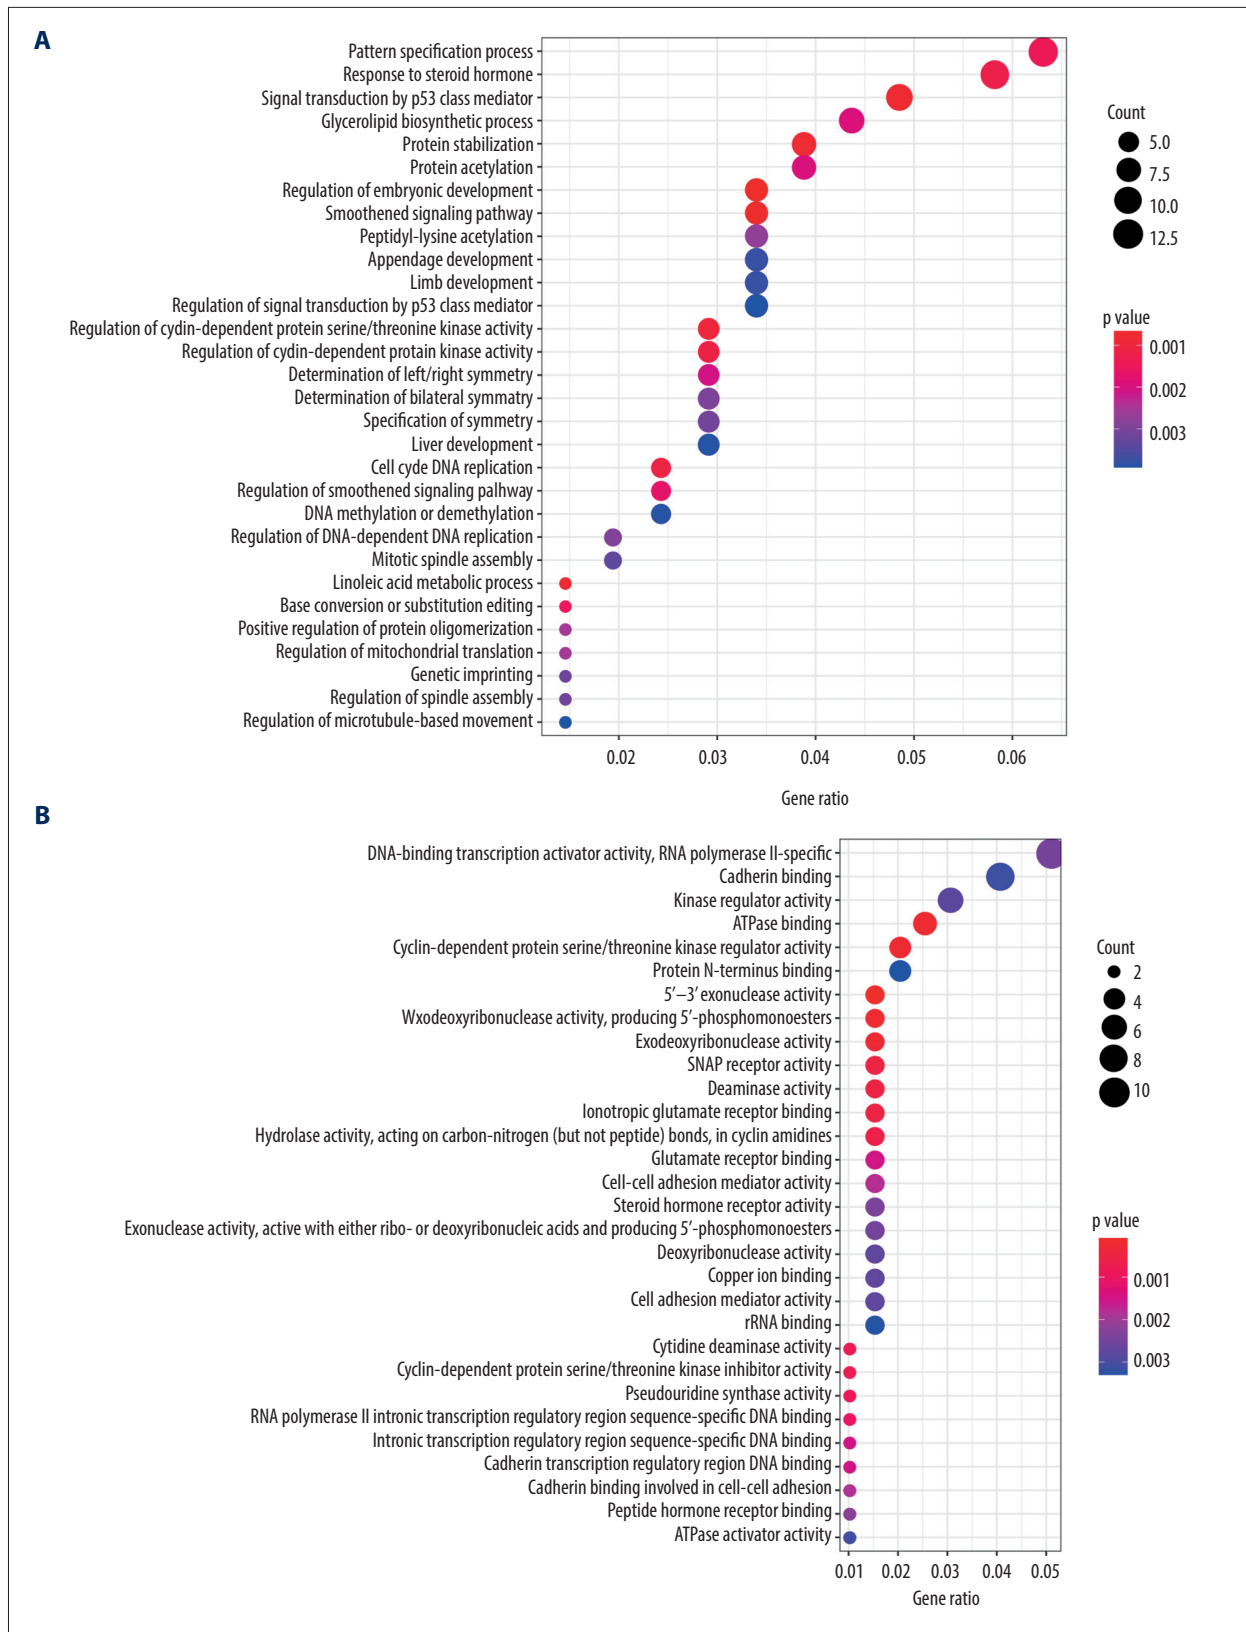 A
Pattern specification process
Response to steroid hormone
Signal transduction by p53 class mediator
Glycerolipid biosynthetic process
Protein stabilization
Protein acetylation
Regulation of embryonic development
Smoothened signaling pathway
Peptidyl-lysine acetylation
Appendage development
Limb development
Regulation of signal transduction by p53 class mediator
Regulation of cydin-dependent protein serine/threonine kinase activity
Regulation of cydin-dependent protain kinase activity
Determination of left/right symmetry
Determination of bilateral symmatry
Specification of symmetry
Liver development
Cell cyde DNA replication
Regulation of smoothened signaling palhway
DNA methylation or demethylation
Regulation of DNA-dependent DNA replication
Mitotic spindle assembly
Linoleic acid metabolic process
Base conversion or substitution editing
Positive regulation of protein oligomerization
Regulation of mitochondrial translation
Genetic imprinting
Regulation of spindle assembly
Regulation of microtubule-based movement
0.02 0.03 0.04 0.05 0.06
Gene ratio
Count
5.0
7.5
10.0
12.5
p value
0.001
0.002
0.003
B
DNA-binding transcription activator activity, RNA polymerase II-specific
Cadherin binding
Kinase regulator activity
ATPase binding
Cyclin-dependent protein serine/threonine kinase regulator activity
Protein N-terminus binding
5′–3′ exonuclease activity
Wxodeoxyribonuclease activity, producing 5′-phosphomonoesters
Exodeoxyribonuclease activity
SNAP receptor activity
Deaminase activity
Ionotropic glutamate receptor binding
Hydrolase activity, acting on carbon-nitrogen (but not peptide) bonds, in cyclin amidines
Glutamate receptor binding
Cell-cell adhesion mediator activity
Steroid hormone receptor activity
Exonuclease activity, active with either ribo- or deoxyribonucleic acids and producing 5′-phosphomonoesters
Deoxyribonuclease activity
Copper ion binding
Cell adhesion mediator activity
rRNA binding
Cytidine deaminase activity
Cyclin-dependent protein serine/threonine kinase inhibitor activity
Pseudouridine synthase activity
RNA polymerase II intronic transcription regulatory region sequence-specific DNA binding
Intronic transcription regulatory region sequence-specific DNA binding
Cadherin transcription regulatory region DNA binding
Cadherin binding involved in cell-cell adhesion
Peptide hormone receptor binding
ATPase activator activity
0.01 0.02 0.03 0.04 0.05
Gene ratio
Count
2
4
6
8
10
p value
0.001
0.002
0.003